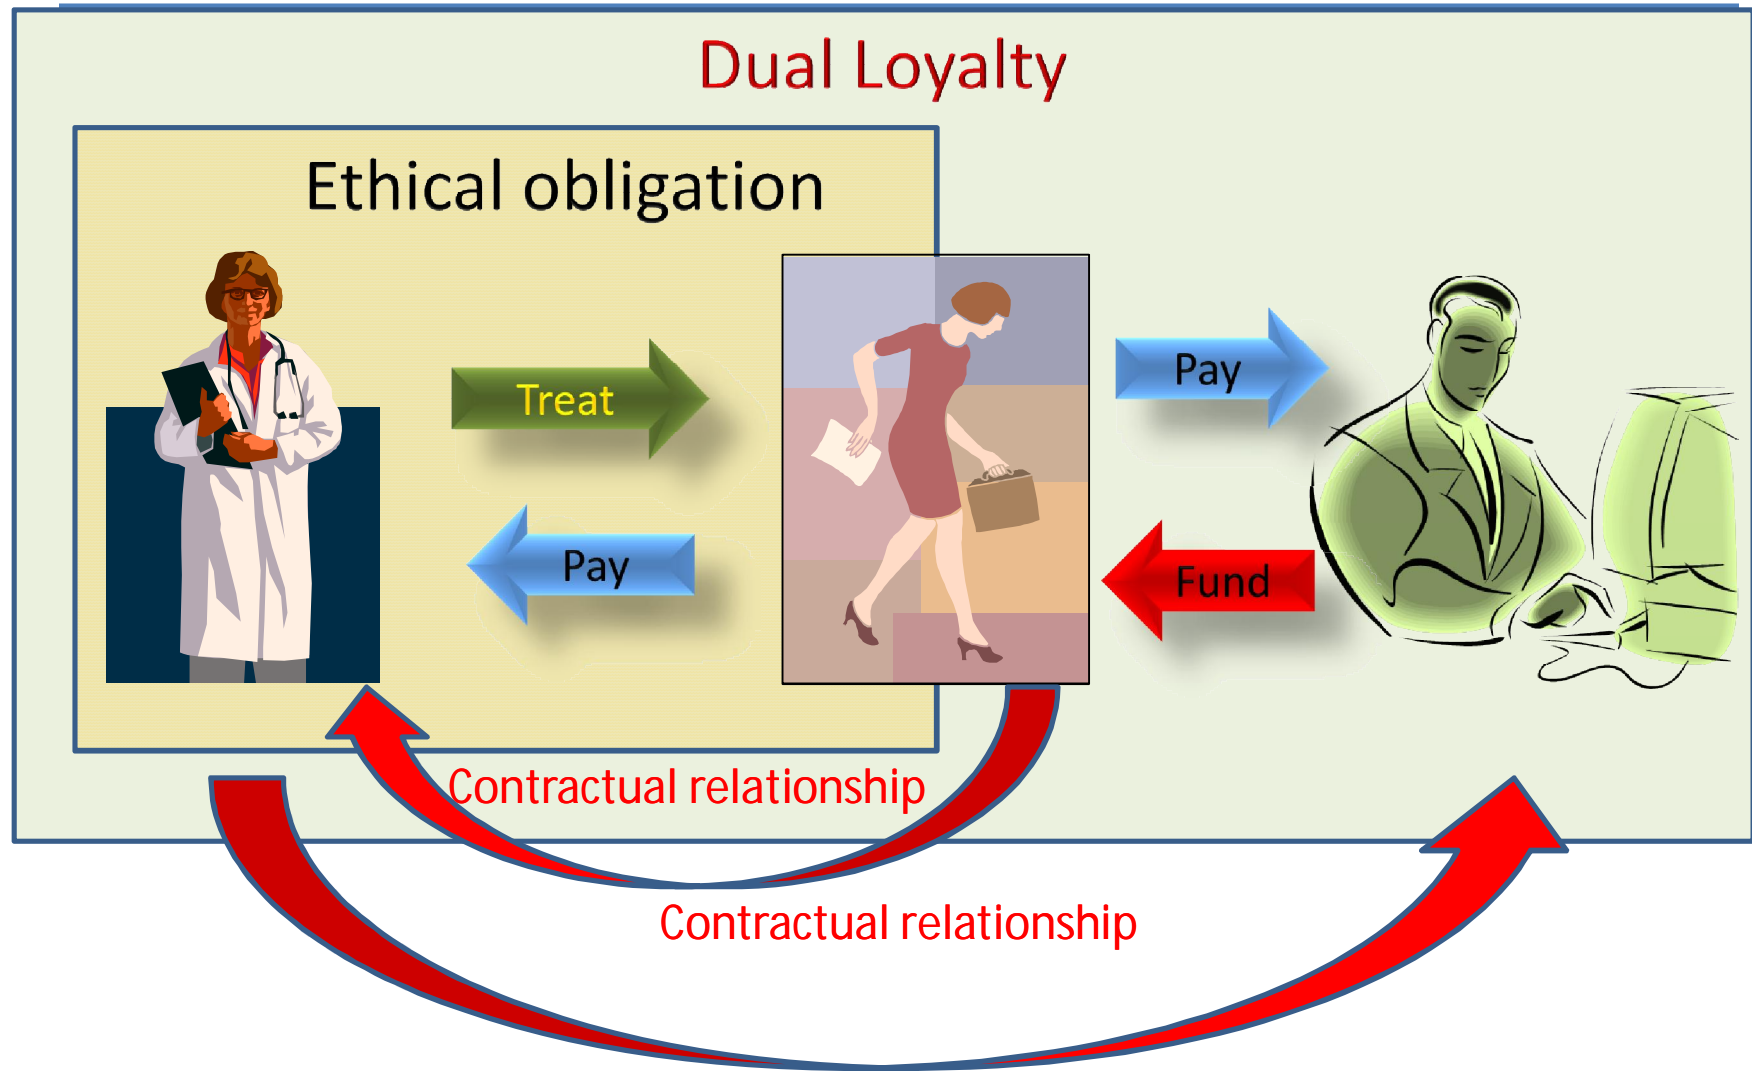 Dual Loyalty
Ethical obligation
Treat
Pay
Pay
Fund
Contractual relationship
Contractual relationship